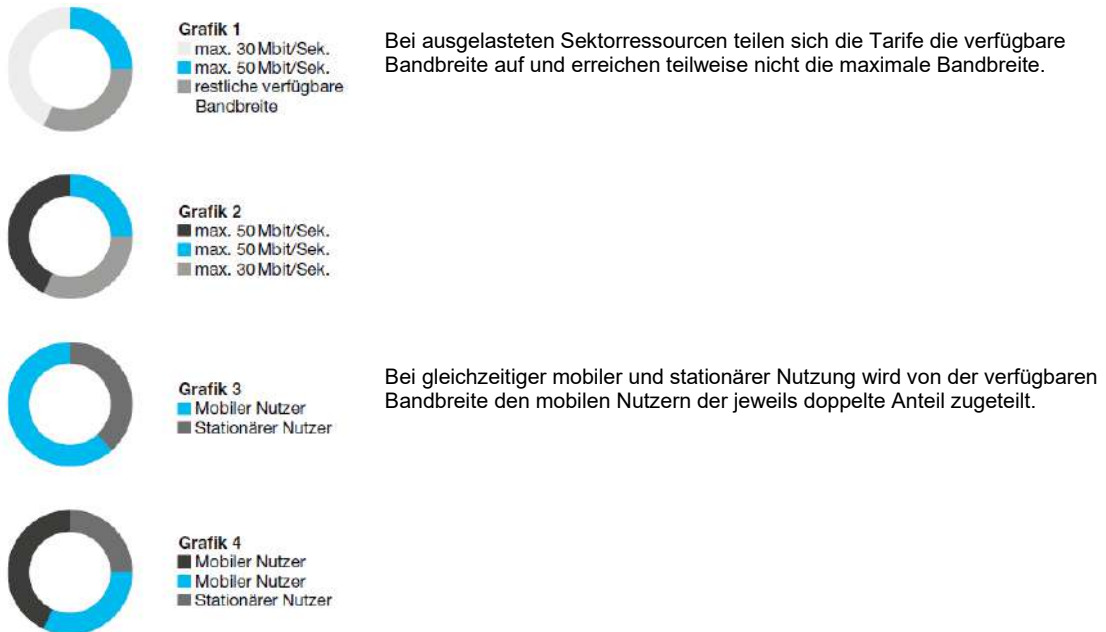 Grafik 1
max. 30 Mbit/Sek.
max. 50 Mbit/Sek.
restliche verfügbare
Bandbreite
Bei ausgelasteten Sektorressourcen teilen sich die Tarife die verfügbare
Bandbreite auf und erreichen teilweise nicht die maximale Bandbreite.
Grafik 2
max. 50 Mbit/Sek.
max. 50 Mbit/Sek.
max. 30 Mbit/Sek.
Grafik 3
Mobiler Nutzer
Stationärer Nutzer
Bei gleichzeitiger mobiler und stationärer Nutzung wird von der verfügbaren
Bandbreite den mobilen Nutzern der jeweils doppelte Anteil zugeteilt.
Grafik 4
Mobiler Nutzer
Mobiler Nutzer
Stationärer Nutzer